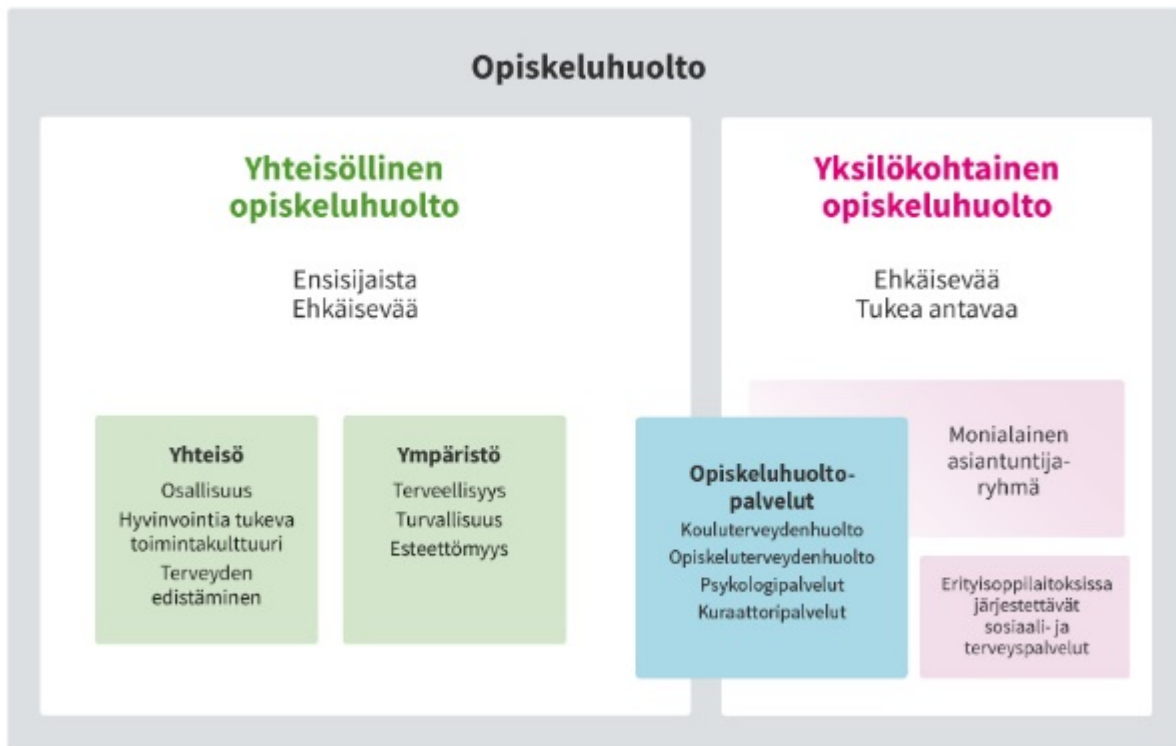 Opiskeluhuolto
Yhteisöllinen
opiskeluhuolto
Ensisijaista
Ehkäisevää
Yhteisö
Osallisuus
Hyvinvointia tukeva
toimintakulttuuri
Terveyden
edistäminen
Ympäristö
Terveellisyys
Turvallisuus
Esteettömyys
Opiskeluhuolto-
palvelut
Kouluterveydenhuolto
Opiskeluterveydenhuolto
Psykologipalvelut
Kuraattoripalvelut
Yksilökohtainen
opiskeluhuolto
Ehkäisevää
Tukea antavaa
Monialainen
asiantuntija-
ryhmä
Erityisoppilaitoksissa
järjestettävät
sosiaali- ja
terveyspalvelut